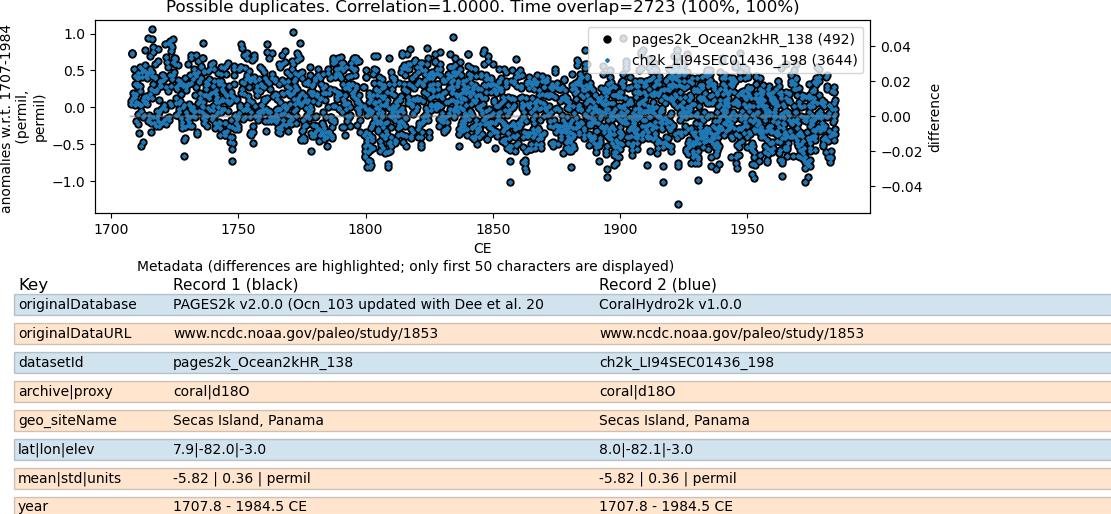 Possible duplicates. Correlation=1.0000. Time overlap=2723 (100%, 100%)
anomalies w.r.t. 1707-1984
(permil,
permil)
1.0
0.5
0.0
−0.5
−1.0
pages2k_Ocean2kHR_138 (492)
ch2k_LI94SEC01436_198 (3644)
0.04
0.02
0.00
−0.02
−0.04
difference
1700 1750 1800 1850 1900 1950
CE
Metadata (differences are highlighted; only first 50 characters are displayed)
Key Record 1 (black) Record 2 (blue)
originalDatabase PAGES2k v2.0.0 (Ocn_103 updated with Dee et al. 20 CoralHydro2k v1.0.0
originalDataURL www.ncdc.noaa.gov/paleo/study/1853 www.ncdc.noaa.gov/paleo/study/1853
datasetId pages2k_Ocean2kHR_138 ch2k_LI94SEC01436_198
archive|proxy coral|d18O coral|d18O
geo_siteName Secas Island, Panama Secas Island, Panama
lat|lon|elev 7.9|-82.0|-3.0 8.0|-82.1|-3.0
mean|std|units -5.82 | 0.36 | permil -5.82 | 0.36 | permil
year 1707.8 - 1984.5 CE 1707.8 - 1984.5 CE